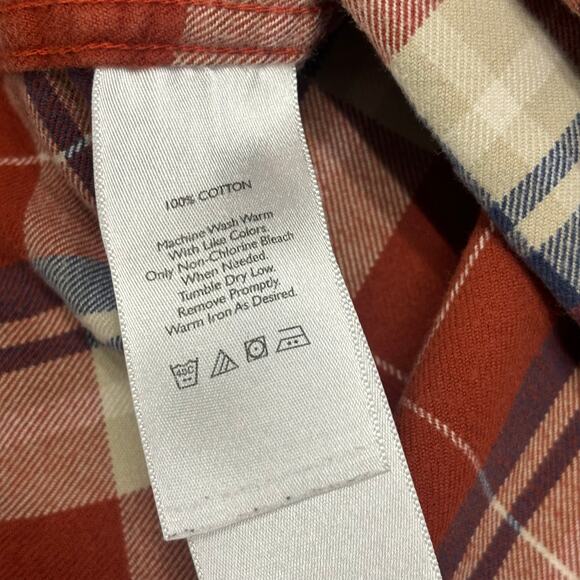 100% COTTON
Machine Wash Warm
With Like Colors.
Only Non-Chlorine Bleach
When Needed.
Tumble Dry Low.
Remove Promptly.
Warm Iron As Desired.
40C